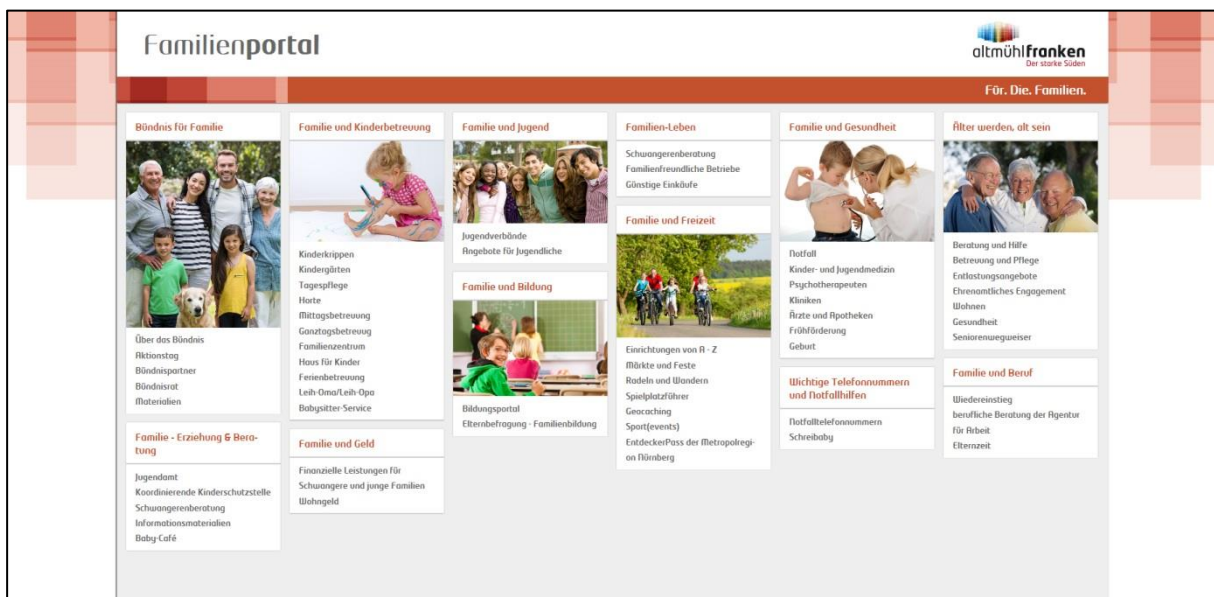 Familienportal
altmühlfranken
Der starke Süden
Für. Die. Familien.
Bündnis für Familie
Über das Bündnis
Aktionstag
Bündnispartner
Bündnisrat
Materialien
Familie - Erziehung & Bera-
tung
Jugendamt
Koordinierende Kinderschutzstelle
Schwangerenberatung
Informationsmaterialien
Baby-Café
Familie und Kinderbetreuung
Kinderkrippen
Kindergärten
Tagespflege
Horte
Mittagsbetreuung
Ganztagsbetreuug
Familienzentrum
Haus für Kinder
Ferienbetreuung
Leih-Oma/Leih-Opa
Babysitter-Service
Familie und Geld
Finanzielle Leistungen für
Schwangere und junge Familien
Wohngeld
Familie und Jugend
Jugendverbände
Angebote für Jugendliche
Familie und Bildung
Bildungsportal
Elternbefragung - Familienbildung
Familien-Leben
Schwangerenberatung
Familienfreundliche Betriebe
Günstige Einkäufe
Familie und Freizeit
Einrichtungen von A - Z
Märkte und Feste
Radeln und Wandern
Spielplatzführer
Geocaching
Sport(events)
EntdeckerPass der Metropolregi-
on Nürnberg
Familie und Gesundheit
Notfall
Kinder- und Jugendmedizin
Psychotherapeuten
Kliniken
Ärzte und Apotheken
Frühförderung
Geburt
Wichtige Telefonnummern
und Notfallhilfen
Notfalltelefonnummern
Schreibaby
Älter werden, alt sein
Beratung und Hilfe
Betreuung und Pflege
Entlastungsangebote
Ehrenamtliches Engagement
Wohnen
Gesundheit
Seniorenwegweiser
Familie und Beruf
Wiedereinstieg
berufliche Beratung der Agentur
für Arbeit
Elternzeit